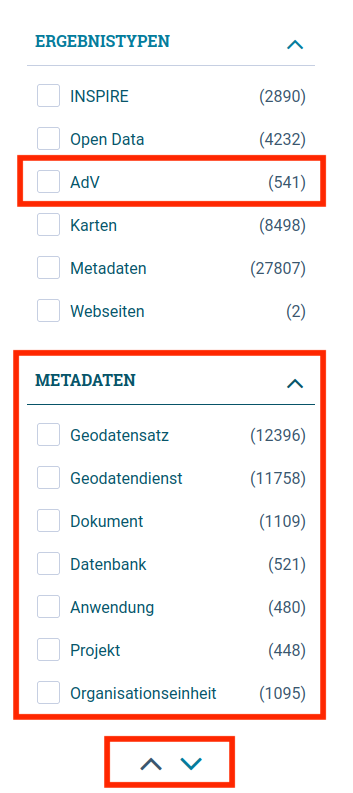 ERGEBNISTYPEN
INSPIRE (2890)
Open Data (4232)
AdV (541)
Karten (8498)
Metadaten (27807)
Webseiten (2)
METADATEN
Geodatensatz (12396)
Geodatendienst (11758)
Dokument (1109)
Datenbank (521)
Anwendung (480)
Projekt (448)
Organisationseinheit (1095)